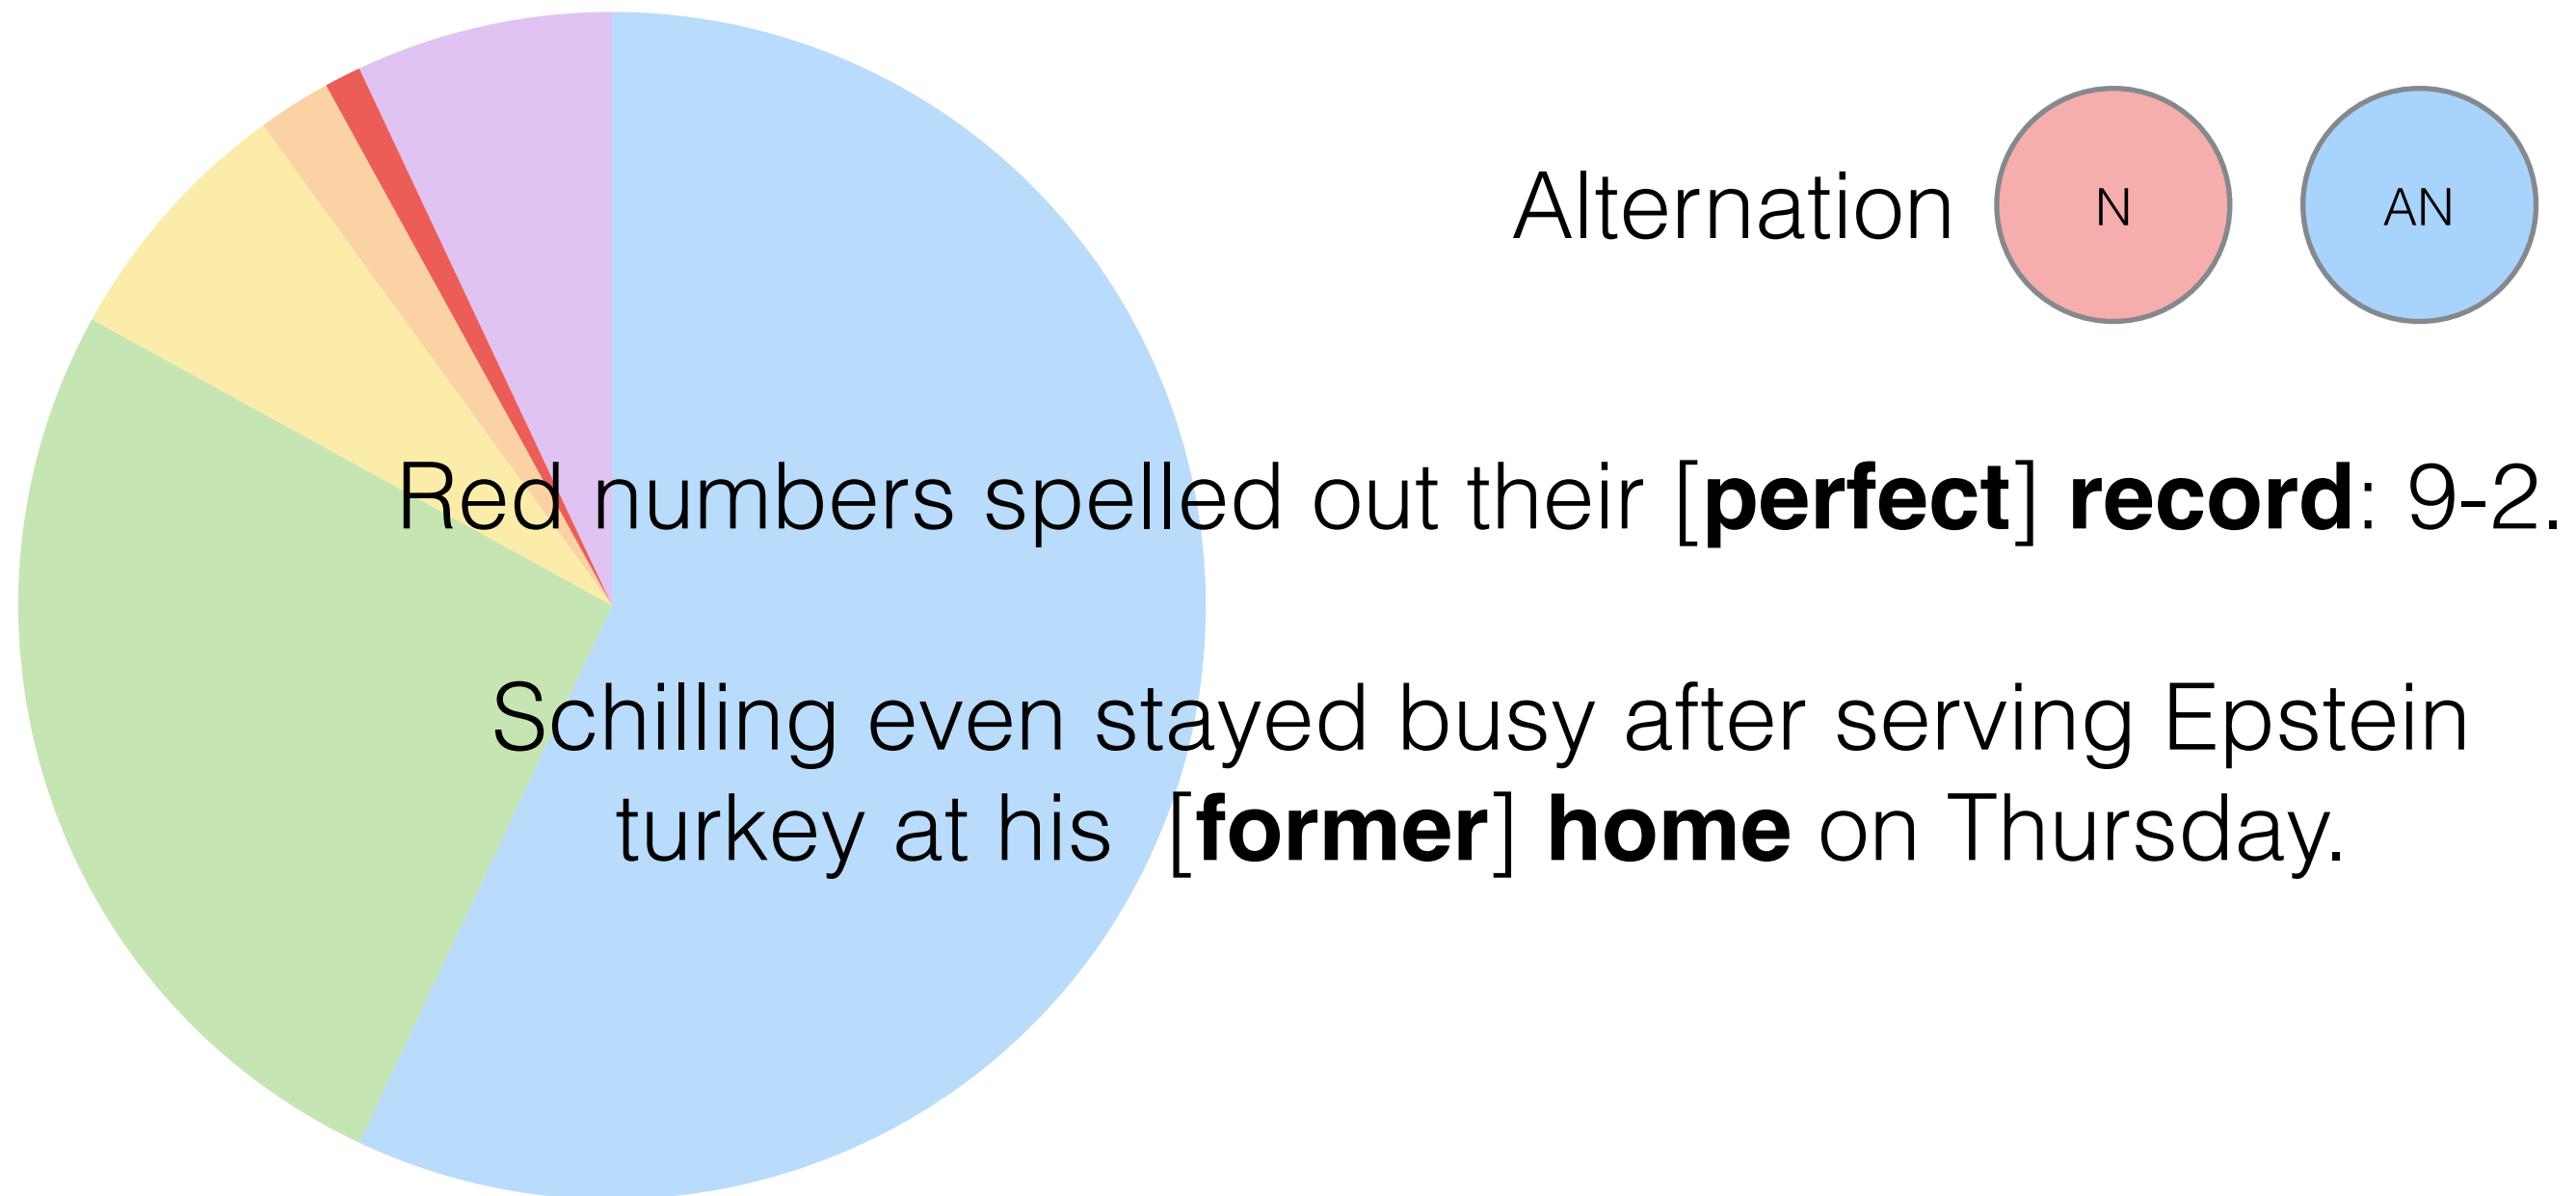 Alternation N AN
Red numbers spelled out their [perfect] record: 9-2.
Schilling even stayed busy after serving Epstein
turkey at his [former] home on Thursday.